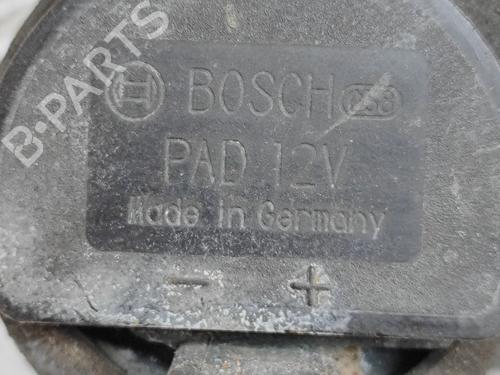 B-PARTS
BOSCH
PAD 12V
Made in Germany
- +